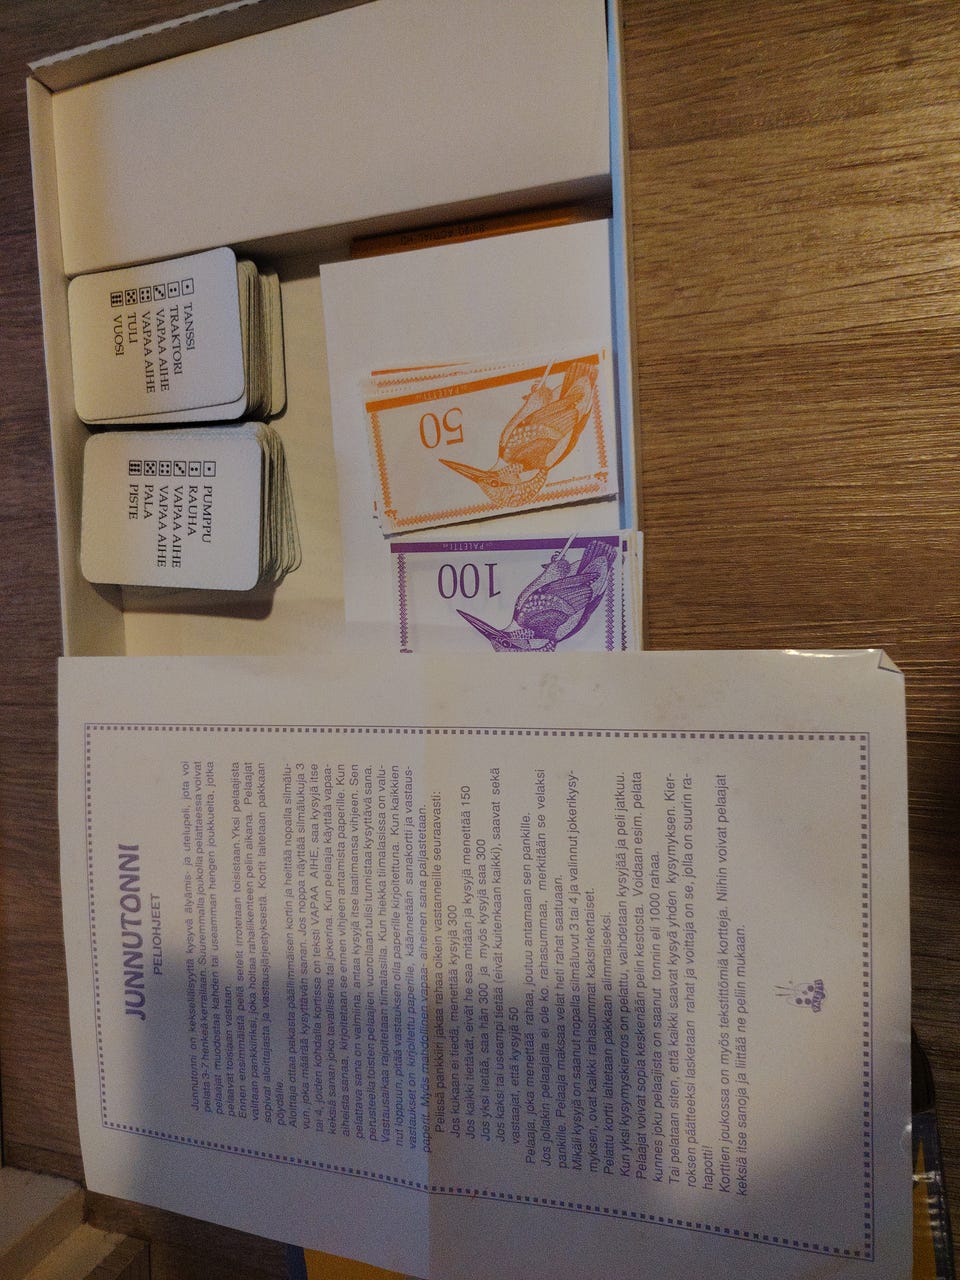 TANSSI
TRAKTORI
VAPAA AIHE
VAPAA AIHE
TULI
VUOSI
PUMPPU
RAUHA
VAPAA AIHE
VAPAA AIHE
PALA
PISTE
50
PALETTI
100
PALETTI
JUNNUTONNI
PELIOHJEET
Junnutonni on kekseliäisyyttä kysyvä älyämis- ja utelupeli, jota voi
pelata 3-7 henkeä kerrallaan. Suuremmalla joukolla pelattaessa voivat
pelaajat muodostaa kahden tai useamman hengen joukkueita, jotka
pelaavat toisiaan vastaan.
Ennen ensimmäistä peliä setelit irrotetaan toisistaan. Yksi pelaajista
valitaan pankkiiriksi, joka hoitaa rahaliikenteen pelin aikana. Pelaajat
sopivat aloittajasta ja vastausjärjestyksestä. Kortit laitetaan pakkaan
pöydälle.
Aloittaja ottaa pakasta päällimmäisen kortin ja heittää nopalla silmälu-
vun, joka määrää kysyttävän sanan. Jos noppa näyttää silmälukuja 3
tai 4, joiden kohdalla kortissa on teksti VAPAA AIHE, saa kysyjä itse
keksiä sanan joko tavallisena tai jokerina. Kun pelaaja käyttää vapaa-
aiheista sanaa, kirjoitetaan se ennen vihjeen antamista paperille. Kun
pelattava sana on valmiina, antaa kysyjä itse laatimansa vihjeen. Sen
perusteella toisten pelaajien vuorollaan tulisi tunnistaa kysyttävä sana.
Vastausaikaa rajoitetaan tiimalasilla. Kun hiekka tiimalasissa on valu-
nut loppuun, pitää vastauksen olla paperille kirjoitettuna. Kun kaikkien
vastaukset on kirjoitettu paperille, käännetään sanakortti ja vastaus-
paperit. Myös mahdollinen vapaa- aiheinen sana paljastetaan.
Pelissä pankkiiri jakaa rahaa oikein vastanneille seuraavasti:
Jos kukaan ei tiedä, menettää kysyjä 300
Jos kaikki tietävät, eivät he saa mitään ja kysyjä menettää 150
Jos yksi tietää, saa hän 300 ja myös kysyjä saa 300
Jos kaksi tai useampi tietää (eivät kuitenkaan kaikki), saavat sekä
vastaajat, että kysyjä 50
Pelaaja, joka menettää rahaa, joutuu antamaan sen pankille.
Jos jollakin pelaajalla ei ole ko. rahasummaa, merkitään se velaksi
pankille. Pelaaja maksaa velat heti rahat saatuaan.
Mikäli kysyjä on saanut nopalla silmäluvut 3 tai 4 ja valinnut jokerikysy-
myksen, ovat kaikki rahasummat kaksinkertaiset.
Pelattu kortti laitetaan pakkaan alimmaiseksi.
Kun yksi kysymyskierros on pelattu, vaihdetaan kysyjää ja peli jatkuu.
Pelaajat voivat sopia keskenään pelin kestosta. Voidaan esim. pelata
kunnes joku pelaajista on saanut tonnin eli 1000 rahaa.
Tai pelataan siten, että kaikki saavat kysyä yhden kysymyksen. Kier-
roksen päätteeksi lasketaan rahat ja voittaja on se, jolla on suurin ra-
hapotti!
Korttien joukossa on myös tekstittömiä kortteja. Niihin voivat pelaajat
keksiä itse sanoja ja liittää ne peliin mukaan.